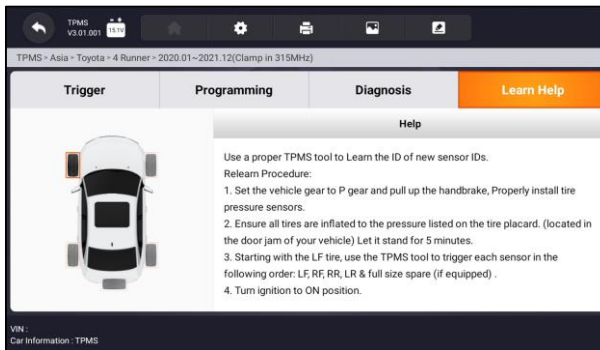 TPMS
V3.01.001
15.1V
TPMS > Asia > Toyota > 4 Runner > 2020.01~2021.12(Clamp in 315MHz)
Trigger
Programming
Diagnosis
Learn Help
Help
Use a proper TPMS tool to Learn the ID of new sensor IDs.
Relearn Procedure:
1. Set the vehicle gear to P gear and pull up the handbrake, Properly install tire
pressure sensors.
2. Ensure all tires are inflated to the pressure listed on the tire placard. (located in
the door jam of your vehicle) Let it stand for 5 minutes.
3. Starting with the LF tire, use the TPMS tool to trigger each sensor in the
following order: LF, RF, RR, LR & full size spare (if equipped) .
4. Turn ignition to ON position.
VIN :
Car Information : TPMS